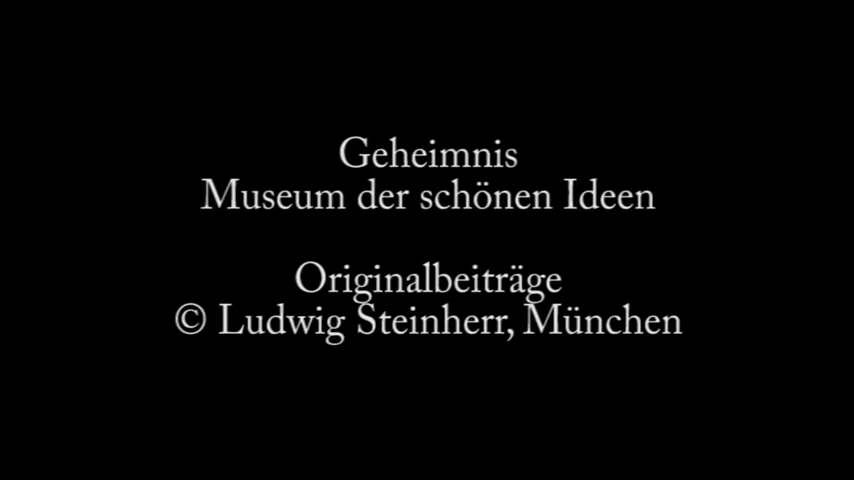 Geheimnis
Museum der schönen Ideen
Originalbeiträge
© Ludwig Steinherr, München